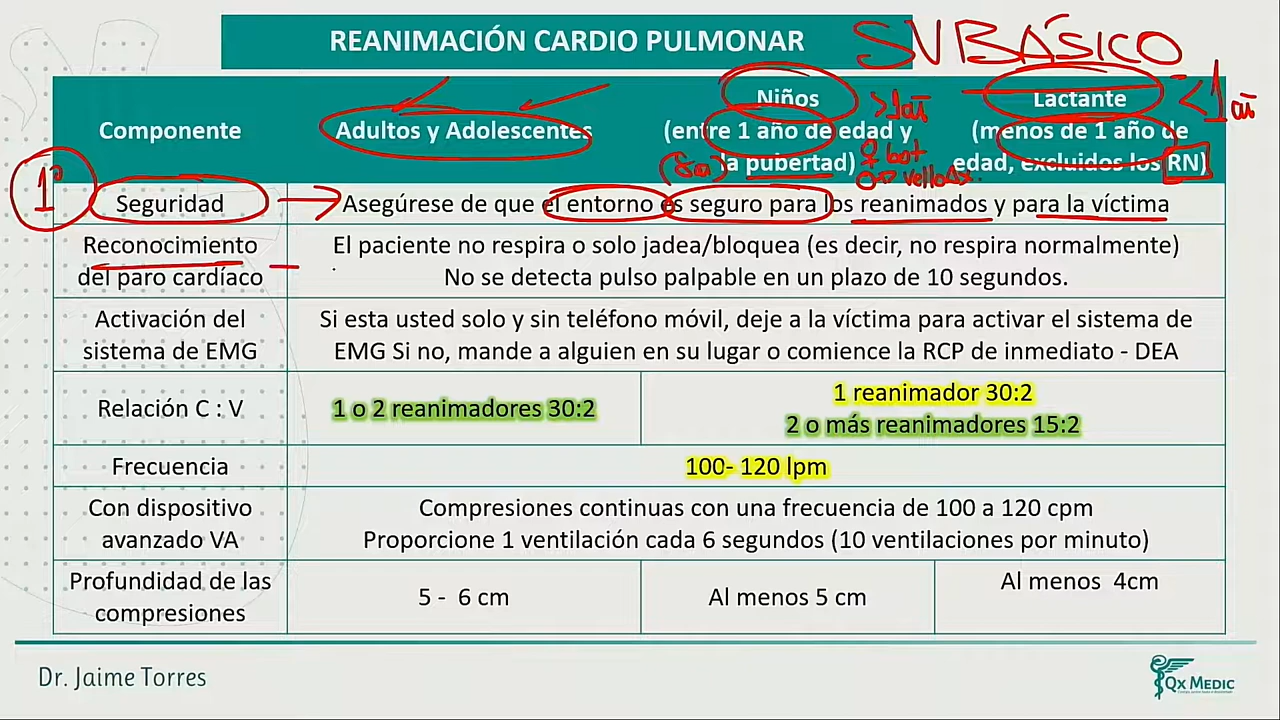 REANIMACIÓN CARDIO PULMONAR
SV BÁSICO
Componente
Adultos y Adolescentes
Niños
(entre 1 año de edad y
la pubertad)
>1añ
Lactante
(menos de 1 año de
edad, excluidos los RN)
<1añ
1º
Seguridad
Asegúrese de que el entorno es seguro para los reanimados y para la víctima
Reconocimiento
del paro cardíaco
El paciente no respira o solo jadea/bloquea (es decir, no respira normalmente)
No se detecta pulso palpable en un plazo de 10 segundos.
Activación del
sistema de EMG
Si esta usted solo y sin teléfono móvil, deje a la víctima para activar el sistema de
EMG Si no, mande a alguien en su lugar o comience la RCP de inmediato - DEA
Relación C : V
1 o 2 reanimadores 30:2
1 reanimador 30:2
2 o más reanimadores 15:2
Frecuencia
100- 120 lpm
Con dispositivo
avanzado VA
Compresiones continuas con una frecuencia de 100 a 120 cpm
Proporcione 1 ventilación cada 6 segundos (10 ventilaciones por minuto)
Profundidad de las
compresiones
5 - 6 cm
Al menos 5 cm
Al menos 4cm
Dr. Jaime Torres
QX MEDIC